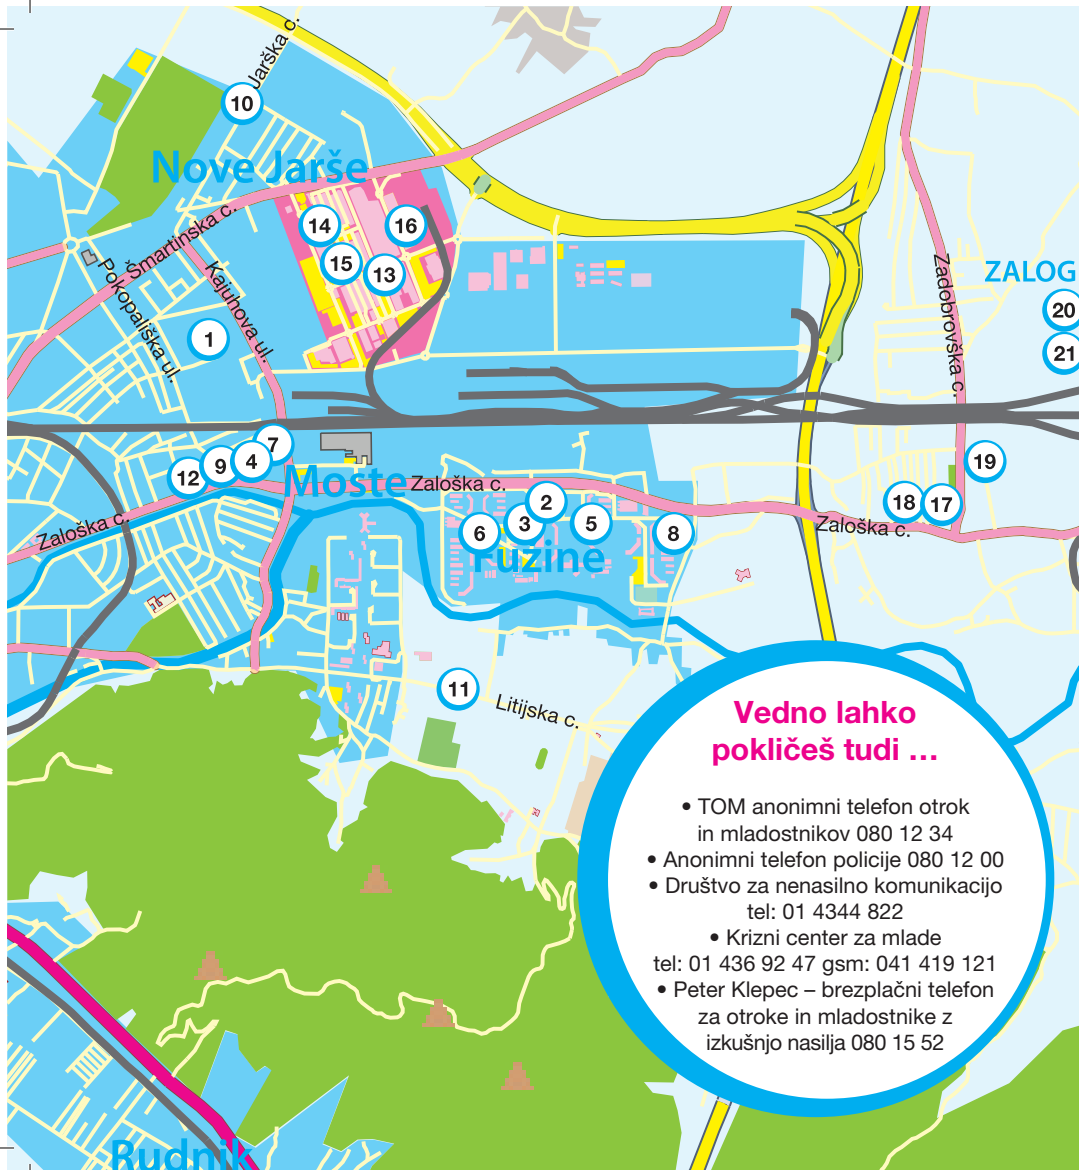 Jarška c.
10
Nove Jarše
14
16
15
13
Šmartinska c.
Kajuhova ul.
Pokopališka ul.
1
Zadobrovška c.
ZALOG
20
21
7
4
9
12
Moste
Zaloška c.
2
3
6
5
8
Fužine
19
18
17
Zaloška c.
Zaloška c.
11
Litijska c.
Vedno lahko
pokličeš tudi ...
• TOM anonimni telefon otrok
in mladostnikov 080 12 34
• Anonimni telefon policije 080 12 00
• Društvo za nenasilno komunikacijo
tel: 01 4344 822
• Krizni center za mlade
tel: 01 436 92 47 gsm: 041 419 121
• Peter Klepec – brezplačni telefon
za otroke in mladostnike z
izkušnjo nasilja 080 15 52
Rudnik